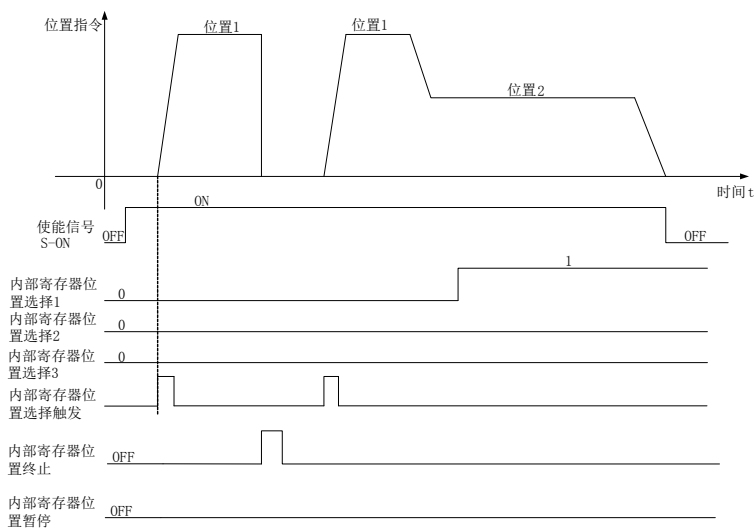 位置指令
位置1
位置1
位置2
0
时间t
使能信号
S-ON
OFF
ON
OFF
1
内部寄存器位
置选择1
0
内部寄存器位
置选择2
0
内部寄存器位
置选择3
0
内部寄存器位
置选择触发
内部寄存器位
置终止
OFF
内部寄存器位
置暂停
OFF